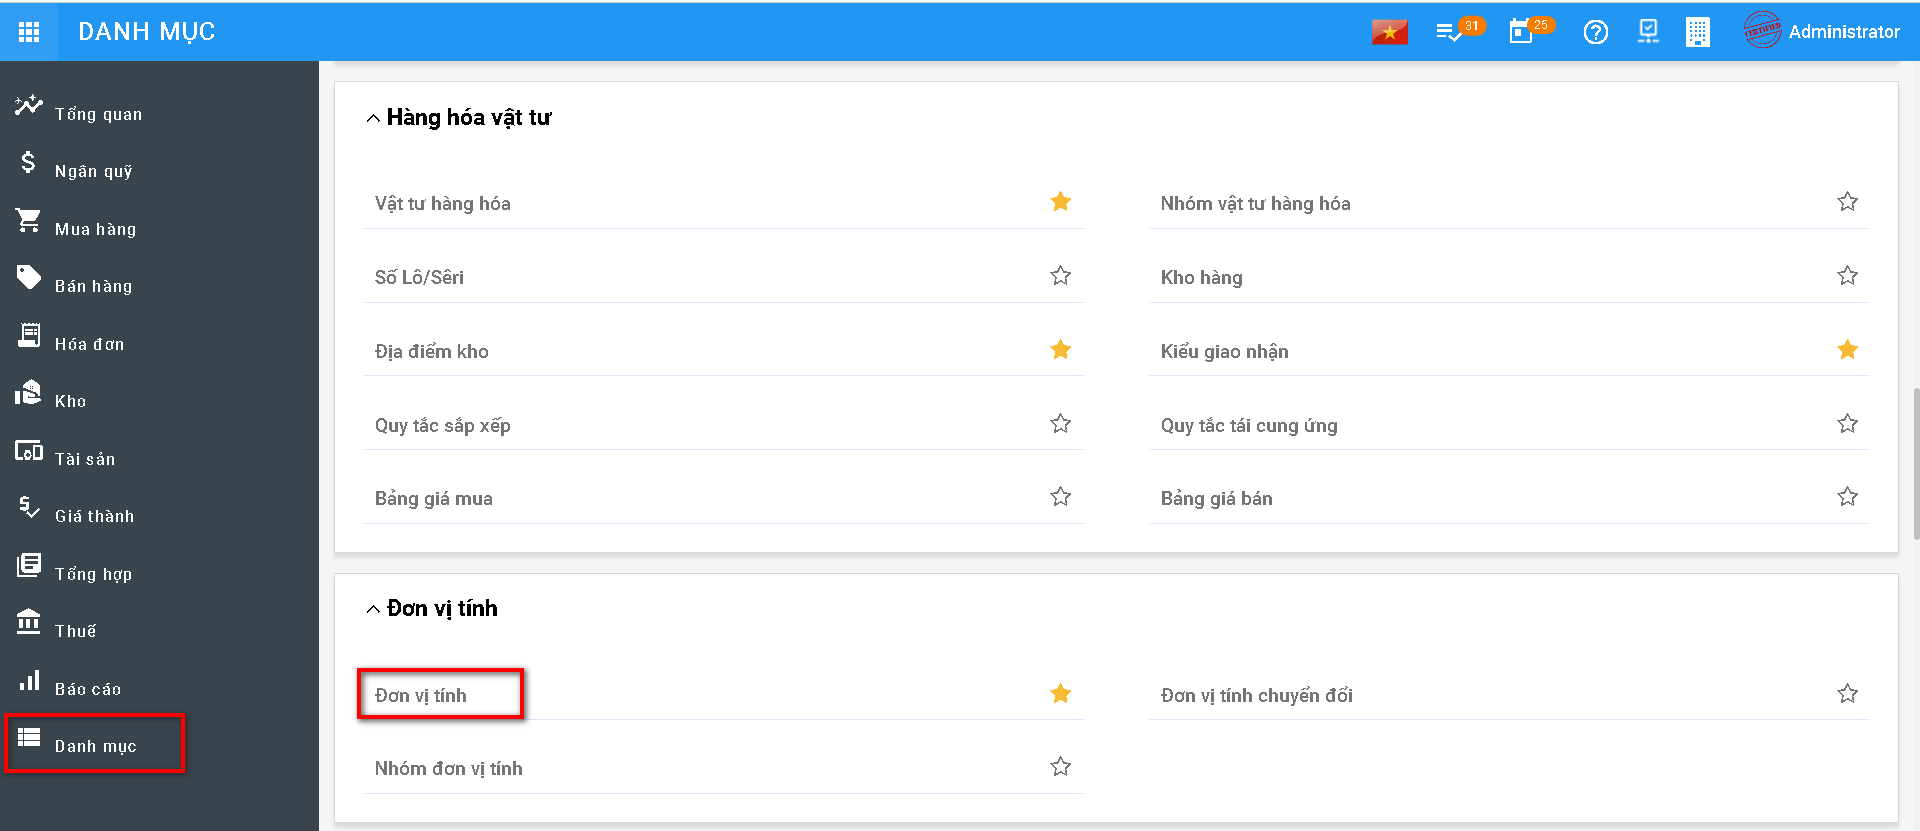 DANH MỤC
31
25
CERTIFIED
Administrator
Tổng quan
Ngân quỹ
Mua hàng
Bán hàng
Hóa đơn
Kho
Tài sản
Giá thành
Tổng hợp
Thuế
Báo cáo
Danh mục
Hàng hóa vật tư
Vật tư hàng hóa
Nhóm vật tư hàng hóa
Số Lô/Sêri
Kho hàng
Địa điểm kho
Kiểu giao nhận
Quy tắc sắp xếp
Quy tắc tái cung ứng
Bảng giá mua
Bảng giá bán
Đơn vị tính
Đơn vị tính
Đơn vị tính chuyển đổi
Nhóm đơn vị tính